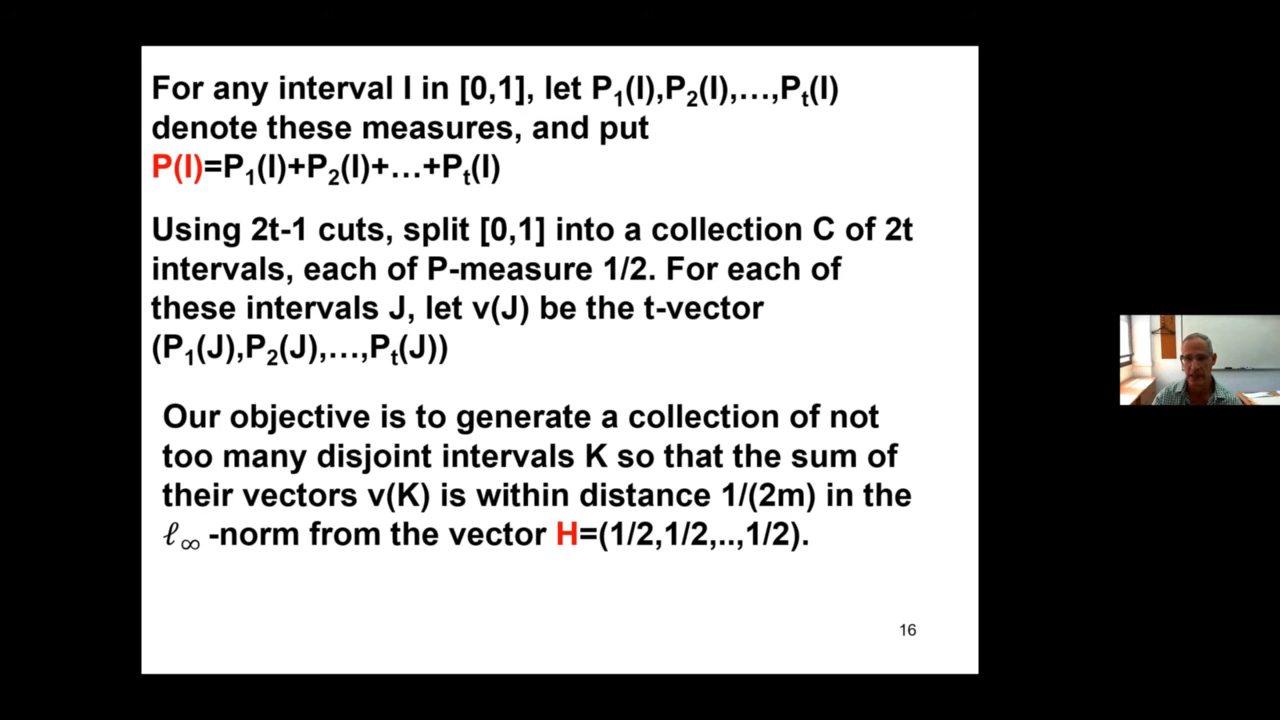 For any interval I in [0,1], let P₁(I),P₂(I),…,Pₜ(I)
denote these measures, and put
P(I)=P₁(I)+P₂(I)+…+Pₜ(I)
Using 2t-1 cuts, split [0,1] into a collection C of 2t
intervals, each of P-measure 1/2. For each of
these intervals J, let v(J) be the t-vector
(P₁(J),P₂(J),…,Pₜ(J))
Our objective is to generate a collection of not
too many disjoint intervals K so that the sum of
their vectors v(K) is within distance 1/(2m) in the
ℓ∞ -norm from the vector H=(1/2,1/2,..,1/2).
16